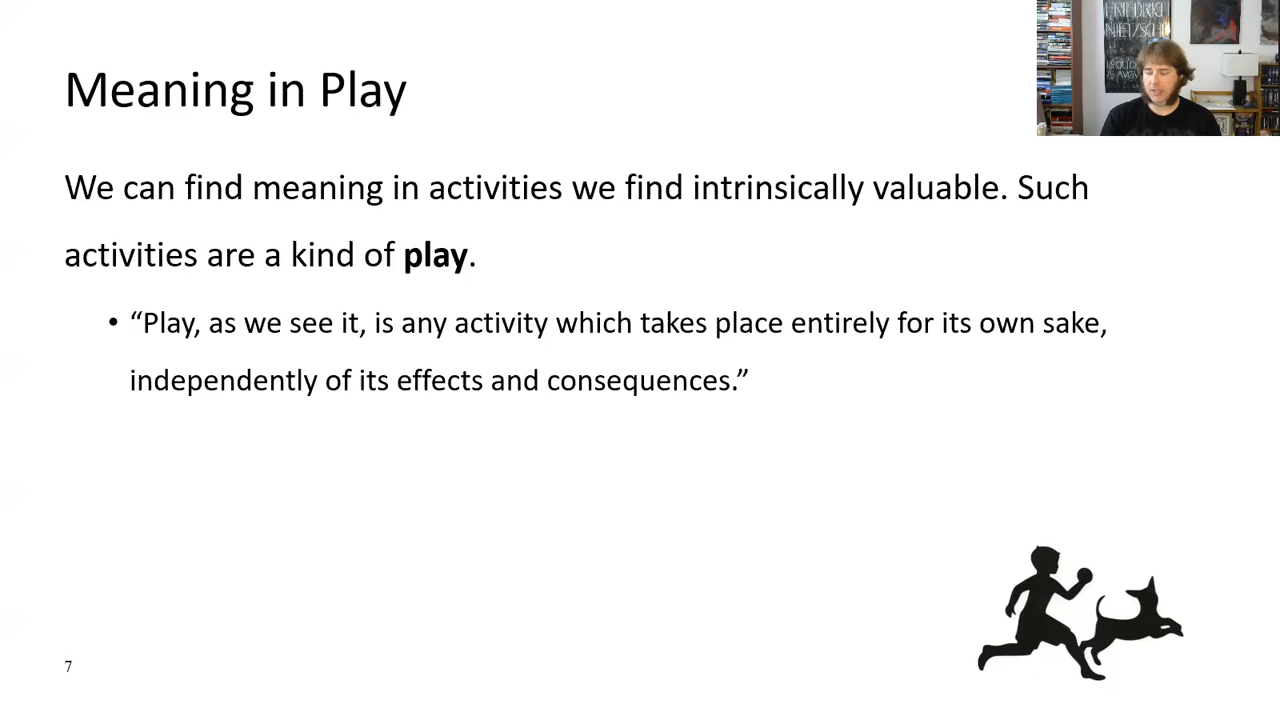 Meaning in Play
FRIEDRICH
NIETZSCHE
We can find meaning in activities we find intrinsically valuable. Such
activities are a kind of play.
• “Play, as we see it, is any activity which takes place entirely for its own sake,
independently of its effects and consequences.”
7